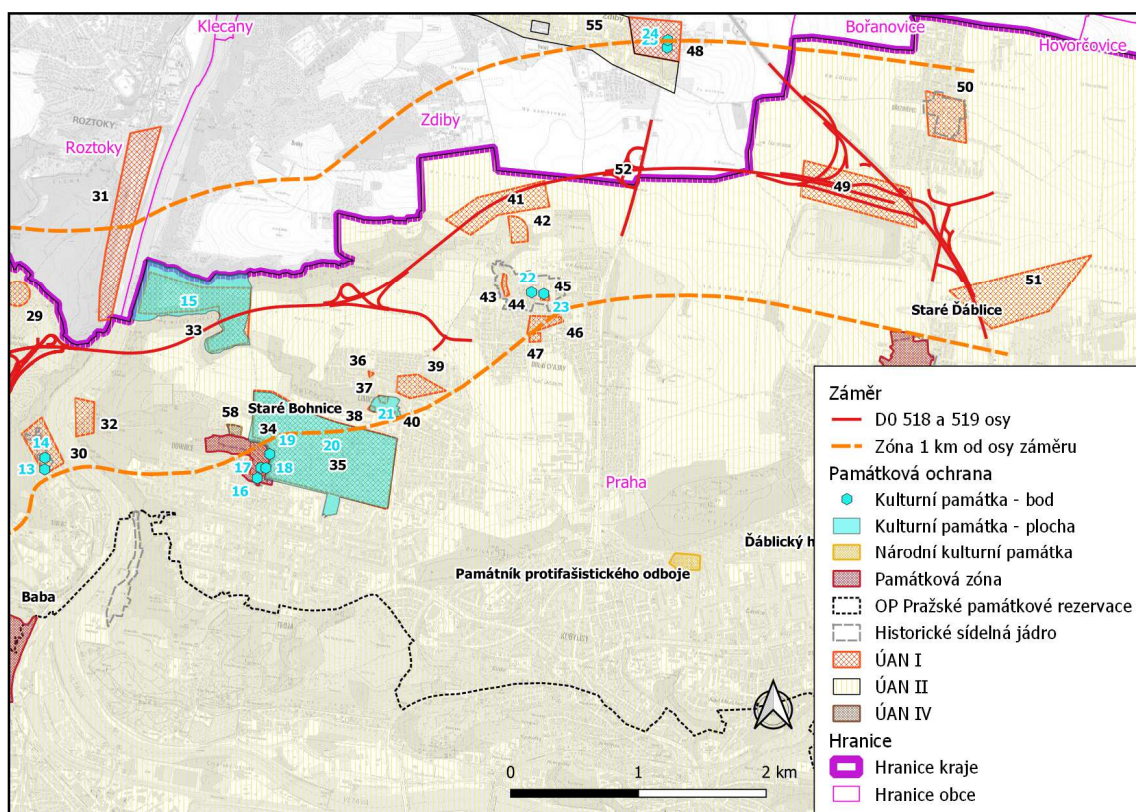 Klecany
55
24
23
48
Bořanovice
Hovorčovice
50
ROZTOKY
Roztoky
Zdiby
52
31
41
49
42
22
45
15
43
44
23
51
29
33
46
Staré Ďáblice
47
36
39
37
58
Staré Bohnice
38
21
40
32
34
19
20
14
30
17
18
35
13
16
Praha
Ďáblický h
Památník protifašistického odboje
Baba
KOBYLISY
Záměr
D0 518 a 519 osy
Zóna 1 km od osy záměru
Památková ochrana
Kulturní památka - bod
Kulturní památka - plocha
Národní kulturní památka
Památková zóna
OP Pražské památkové rezervace
Historické sídelná jádro
ÚAN I
ÚAN II
ÚAN IV
Hranice
Hranice kraje
Hranice obce
0 1 2 km